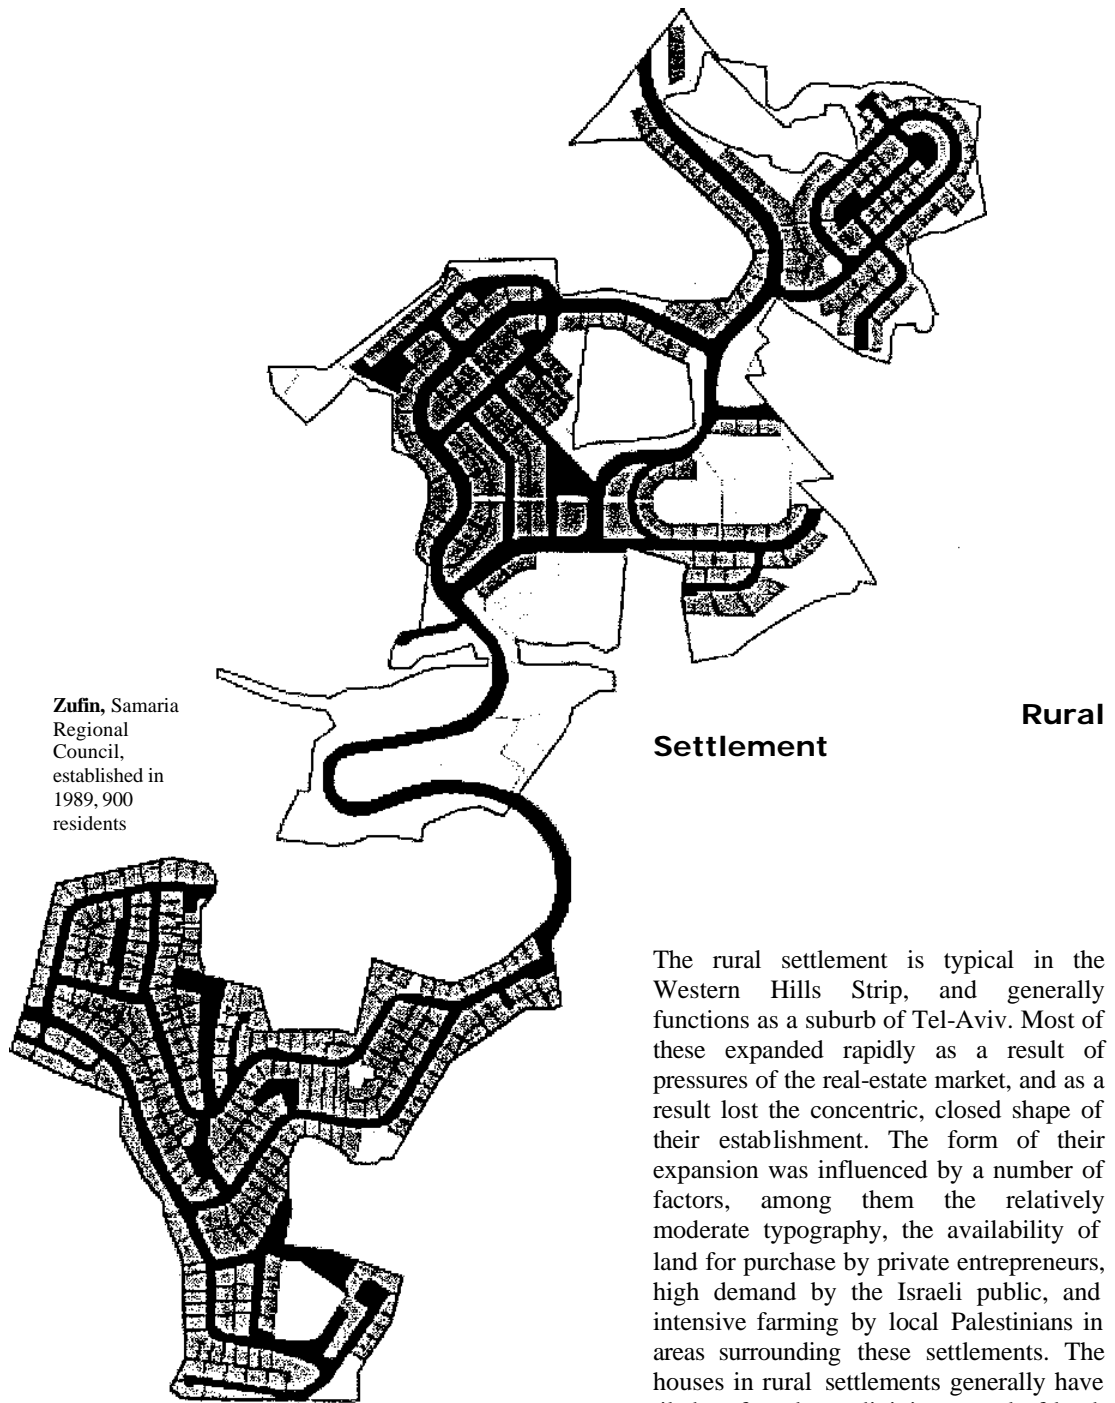 Zufin, Samaria
Regional
Council,
established in
1989, 900
residents
Rural
Settlement
The rural settlement is typical in the
Western Hills Strip, and generally
functions as a suburb of Tel-Aviv. Most of
these expanded rapidly as a result of
pressures of the real-estate market, and as a
result lost the concentric, closed shape of
their establishment. The form of their
expansion was influenced by a number of
factors, among them the relatively
moderate typography, the availability of
land for purchase by private entrepreneurs,
high demand by the Israeli public, and
intensive farming by local Palestinians in
areas surrounding these settlements. The
houses in rural settlements generally have